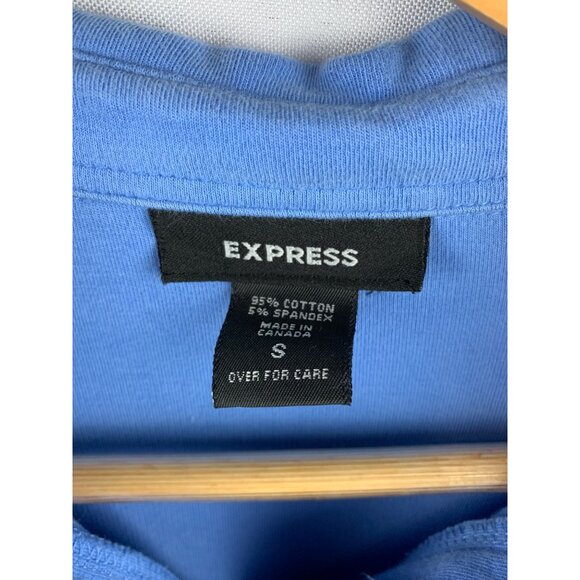 EXPRESS
95% COTTON
5% SPANDEX
MADE IN
CANADA
S
OVER FOR CARE